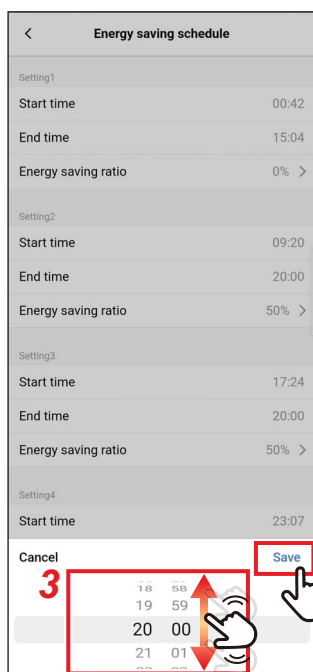 Energy saving schedule
Setting1
Start time 00:42
End time 15:04
Energy saving ratio 0% >
Setting2
Start time 09:20
End time 20:00
Energy saving ratio 50% >
Setting3
Start time 17:24
End time 20:00
Energy saving ratio 50% >
Setting4
Start time 23:07
Cancel Save
3
18 58
19 59
20 00
21 01